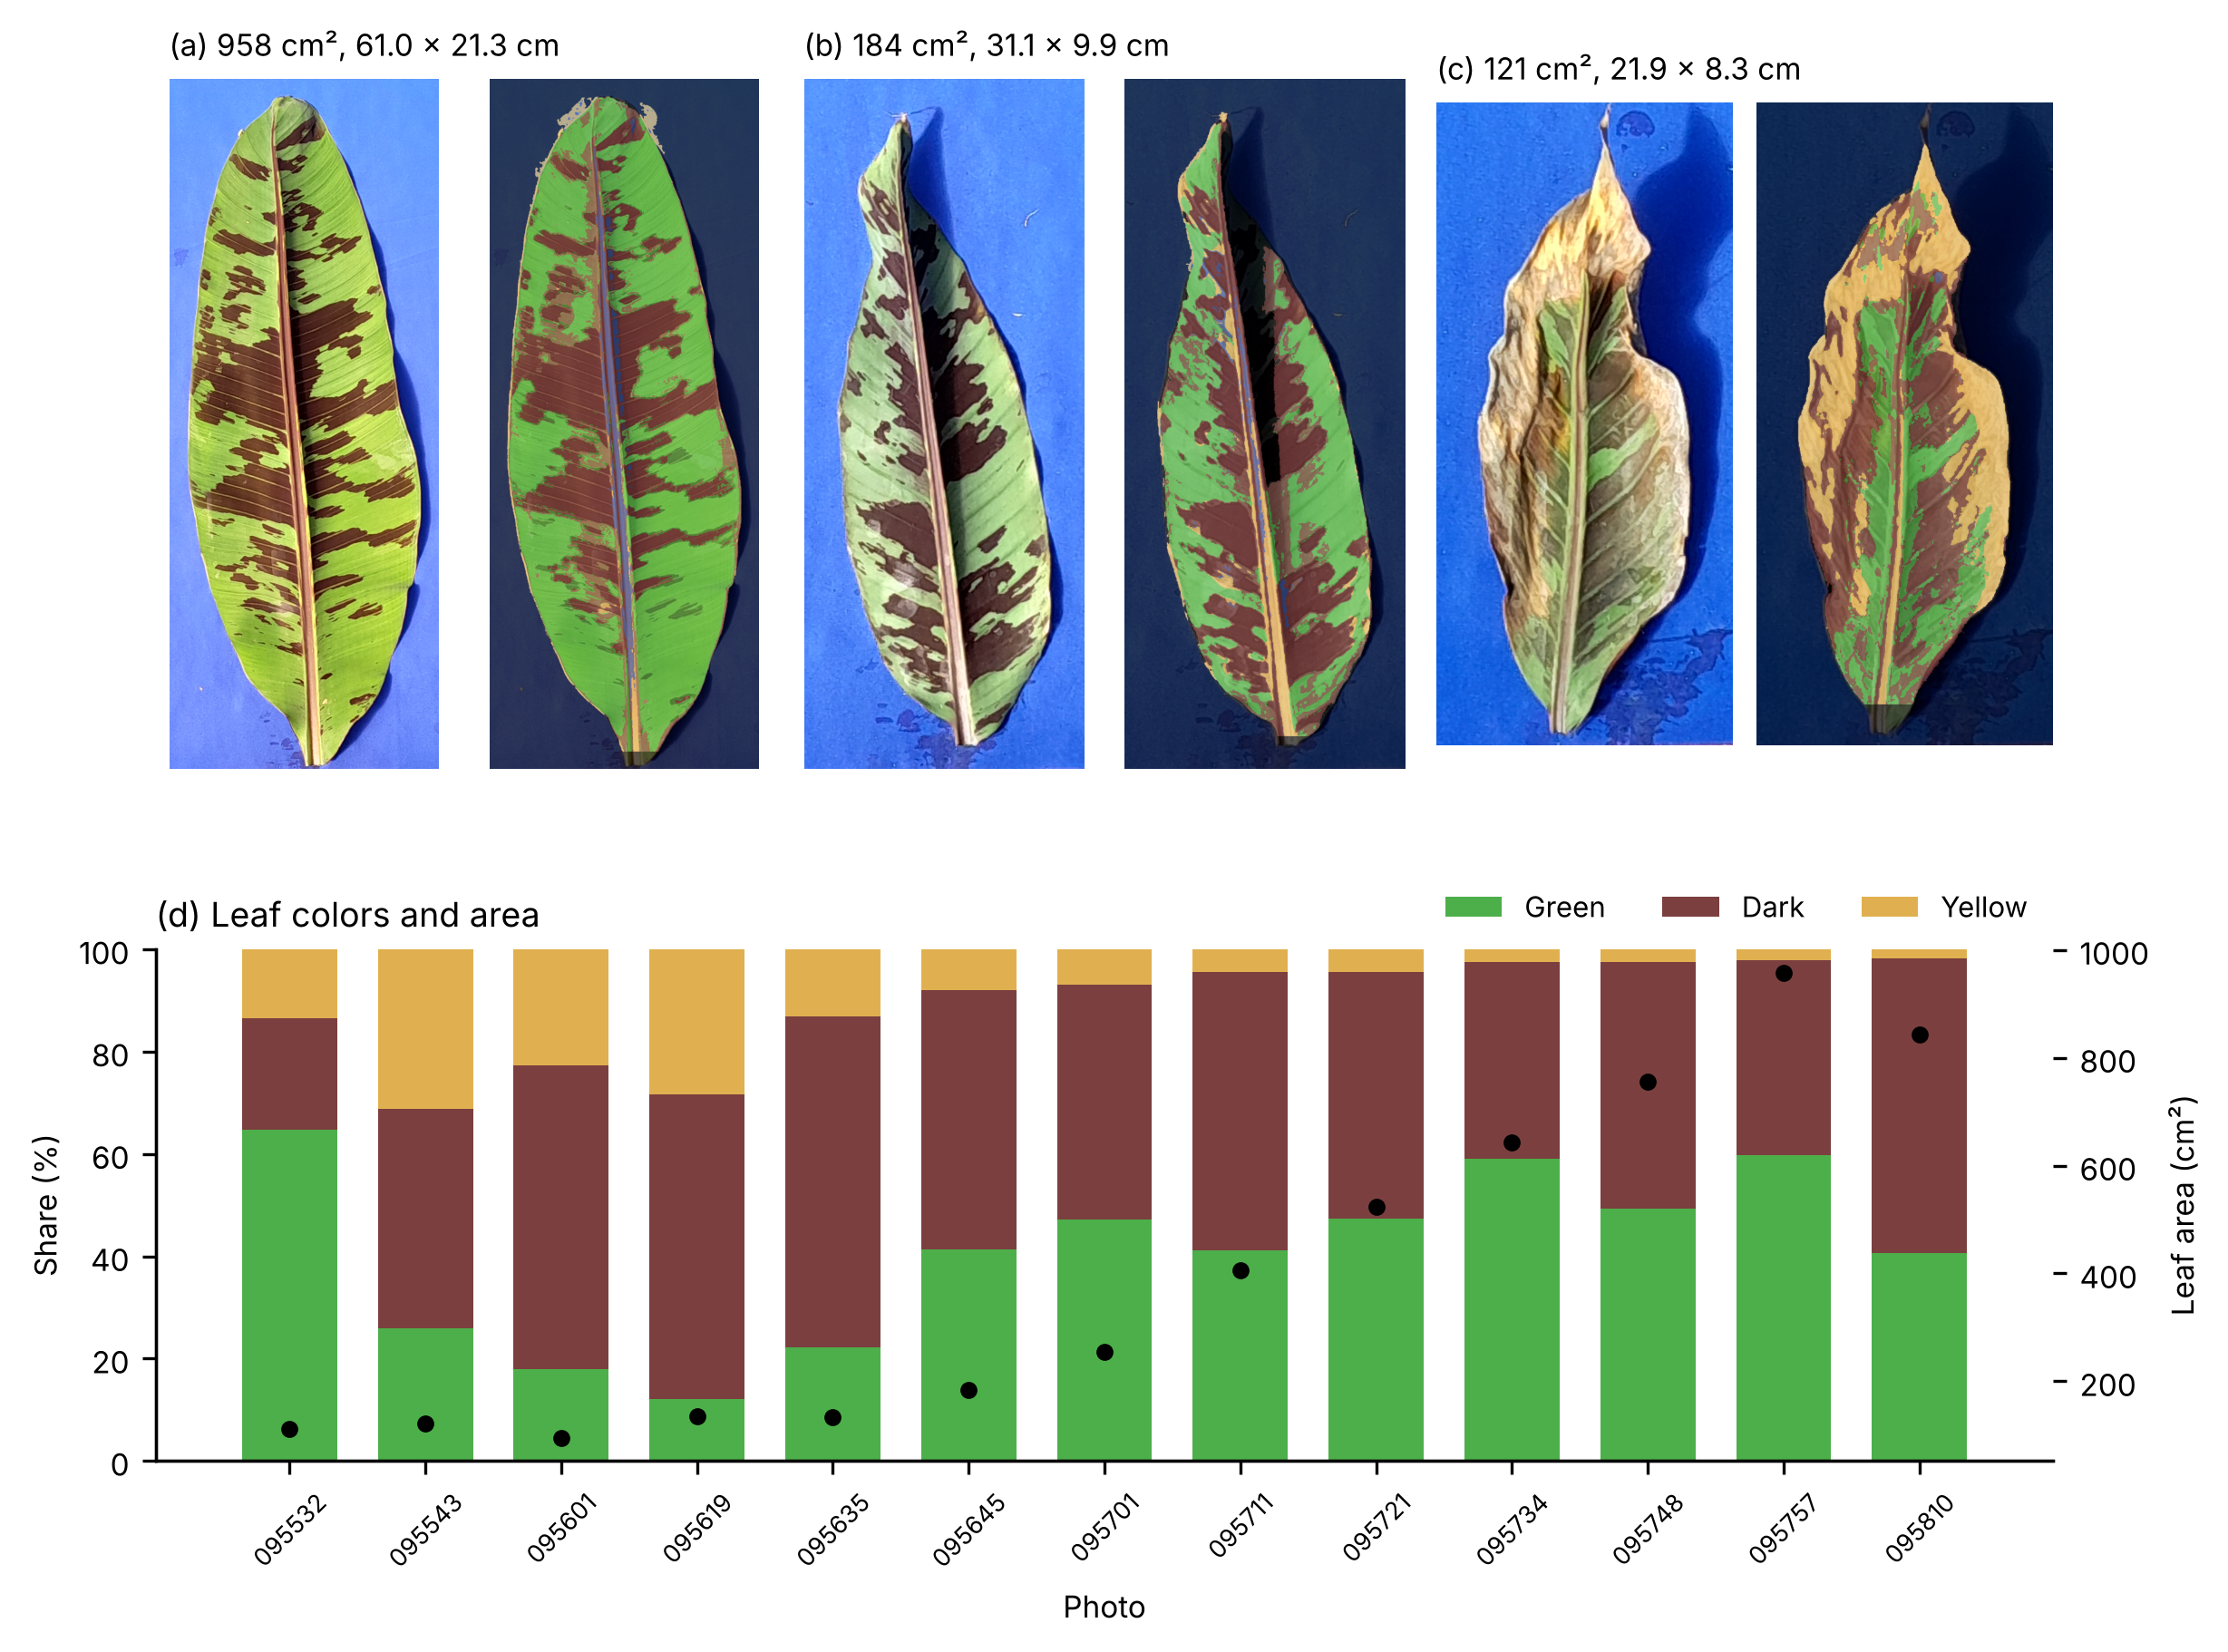 (a) 958 cm², 61.0 × 21.3 cm
(b) 184 cm², 31.1 × 9.9 cm
(c) 121 cm², 21.9 × 8.3 cm
(d) Leaf colors and area
Green
Dark
Yellow
100
80
60
40
20
0
Share (%)
1000
800
600
400
200
Leaf area (cm²)
095532
095543
095601
095619
095635
095645
095701
095711
095721
095734
095748
095757
095810
Photo